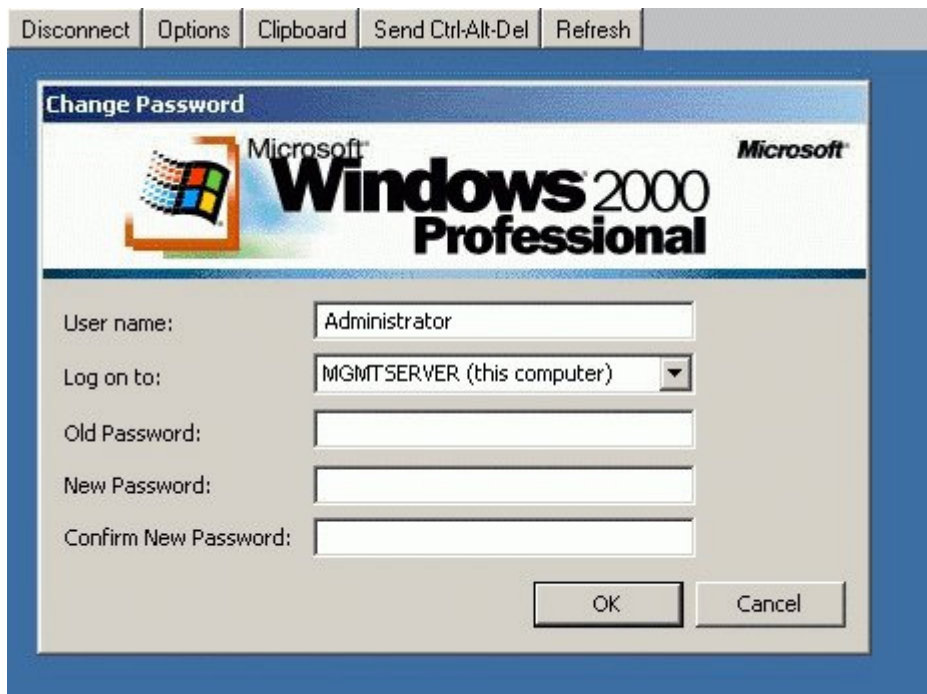 Disconnect Options Clipboard Send Ctrl-Alt-Del Refresh
Change Password
Microsoft
Microsoft
Windows 2000
Professional
User name: Administrator
Log on to: MGMTSERVER (this computer)
Old Password:
New Password:
Confirm New Password:
OK Cancel